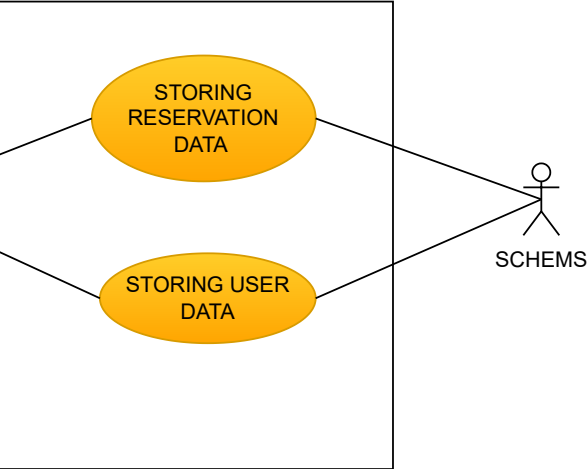 STORING
RESERVATION
DATA
SCHEMS
STORING USER
DATA